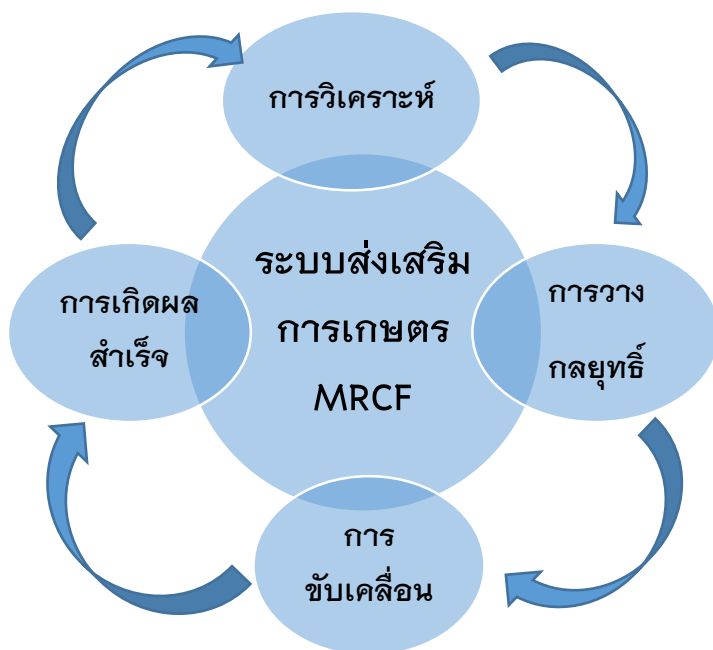 การวิเคราะห์
ระบบส่งเสริม
การเกษตร
MRCF
การวาง
กลยุทธิ์
การ
ขับเคลื่อน
การเกิดผล
สำเร็จ